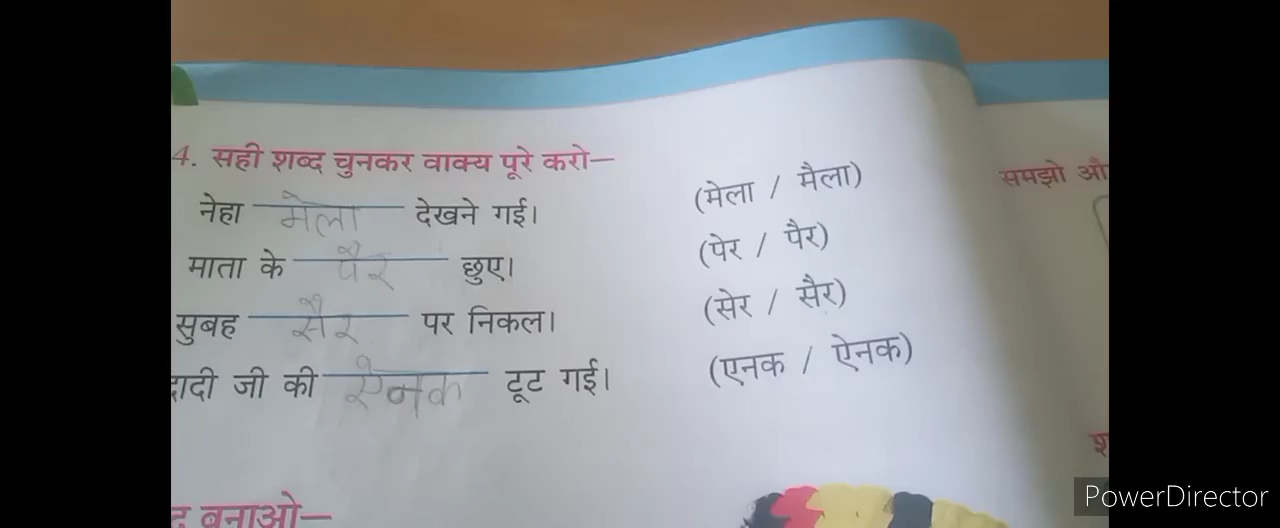 4. सही शब्द चुनकर वाक्य पूरे करो—
नेहा मेला देखने गई। (मेला / मैला)
माता के पैर छुए। (पेर / पैर)
सुबह सैर पर निकल। (सेर / सैर)
दादी जी की ऐनक टूट गई। (एनक / ऐनक)
बनाओ—
समझो
PowerDirector